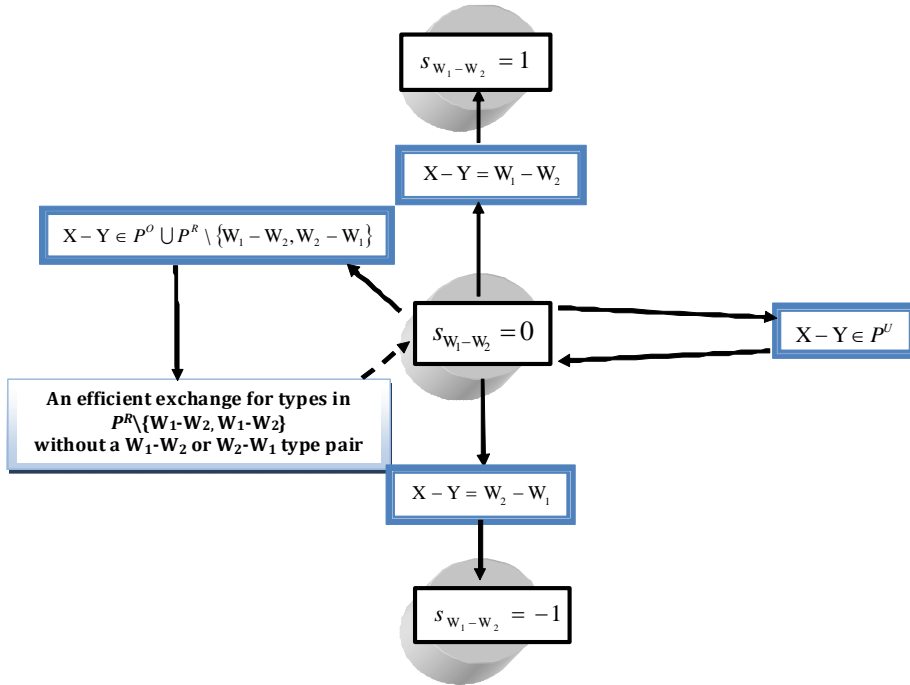 s_{W₁−W₂} = 1
X − Y = W₁ − W₂
X − Y ∈ P^O ∪ P^R \ {W₁ − W₂, W₂ − W₁}
s_{W₁−W₂} = 0
X − Y ∈ P^U
An efficient exchange for types in
P^R\{W₁-W₂, W₁-W₂}
without a W₁-W₂ or W₂-W₁ type pair
X − Y = W₂ − W₁
s_{W₁−W₂} = −1